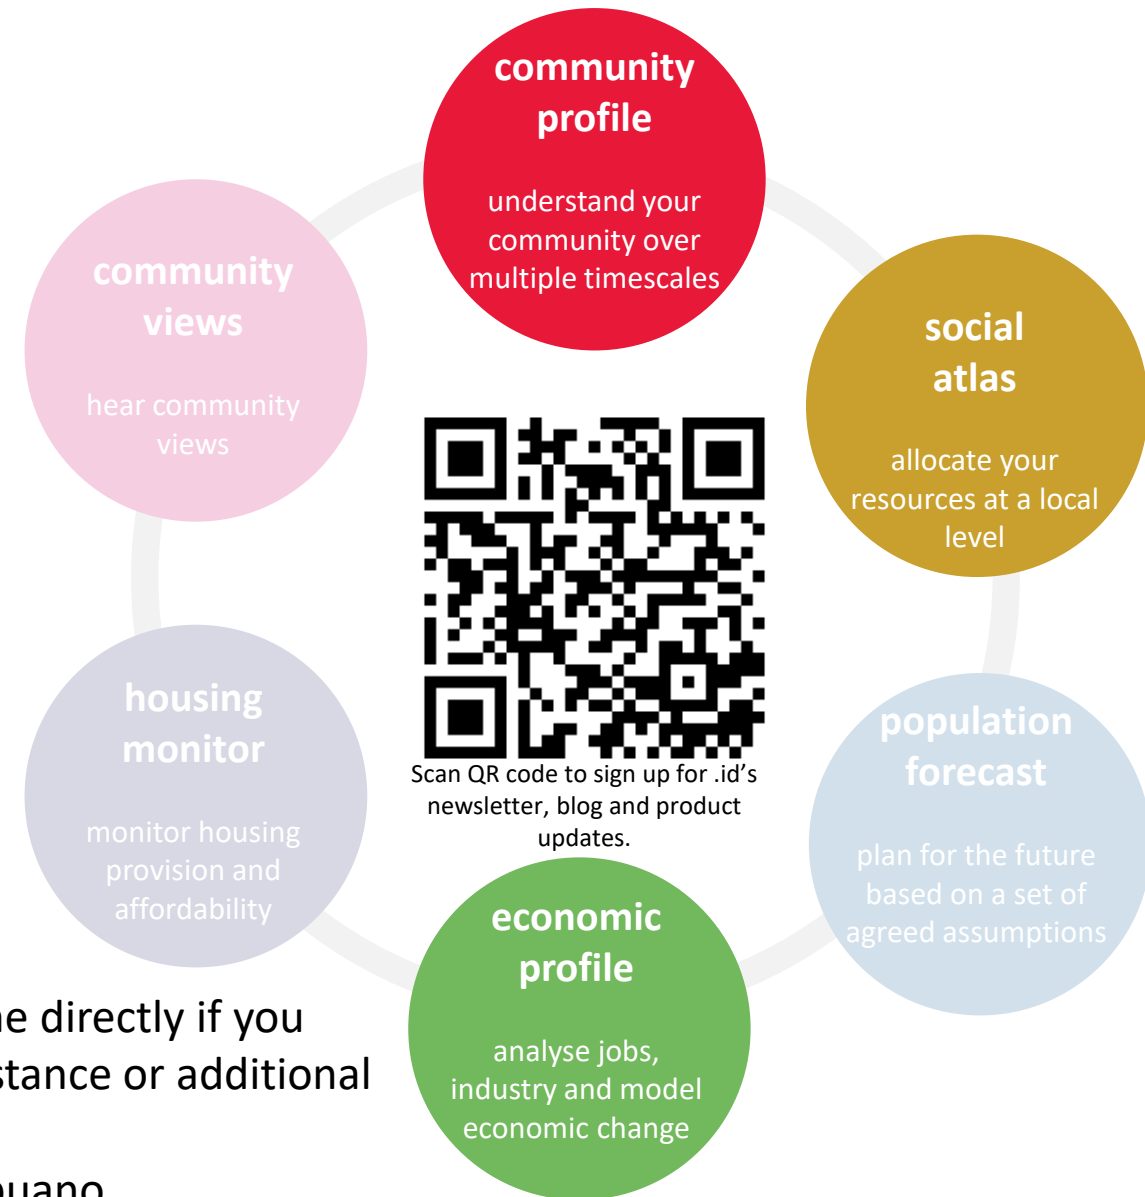 community
profile
understand your
community over
multiple timescales
community
views
hear community
views
social
atlas
allocate your
resources at a local
level
Scan QR code to sign up for .id’s
newsletter, blog and product
updates.
housing
monitor
monitor housing
provision and
affordability
population
forecast
plan for the future
based on a set of
agreed assumptions
economic
profile
analyse jobs,
industry and model
economic change
directly if you
or additional